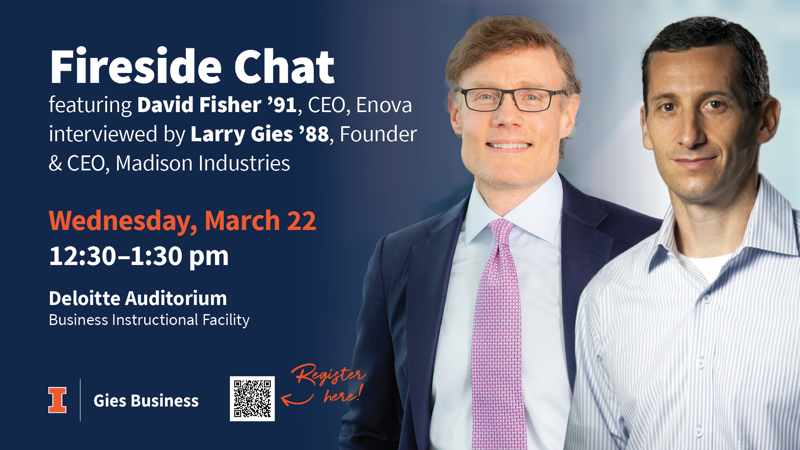 Fireside Chat
featuring David Fisher ’91, CEO, Enova
interviewed by Larry Gies ’88, Founder
& CEO, Madison Industries
Wednesday, March 22
12:30–1:30 pm
Deloitte Auditorium
Business Instructional Facility
I
Gies Business
Register
here!